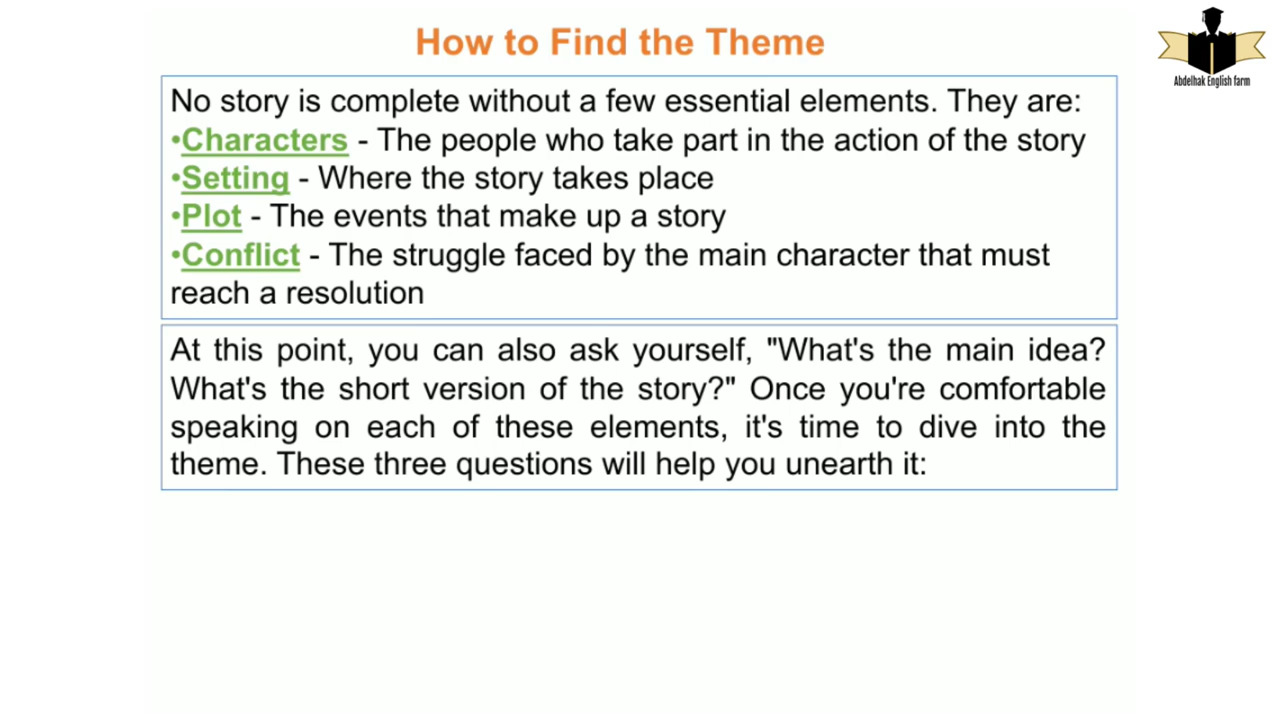 How to Find the Theme
Abdelhak English farm
No story is complete without a few essential elements. They are:
•Characters - The people who take part in the action of the story
•Setting - Where the story takes place
•Plot - The events that make up a story
•Conflict - The struggle faced by the main character that must
reach a resolution
At this point, you can also ask yourself, "What's the main idea?
What's the short version of the story?" Once you're comfortable
speaking on each of these elements, it's time to dive into the
theme. These three questions will help you unearth it: